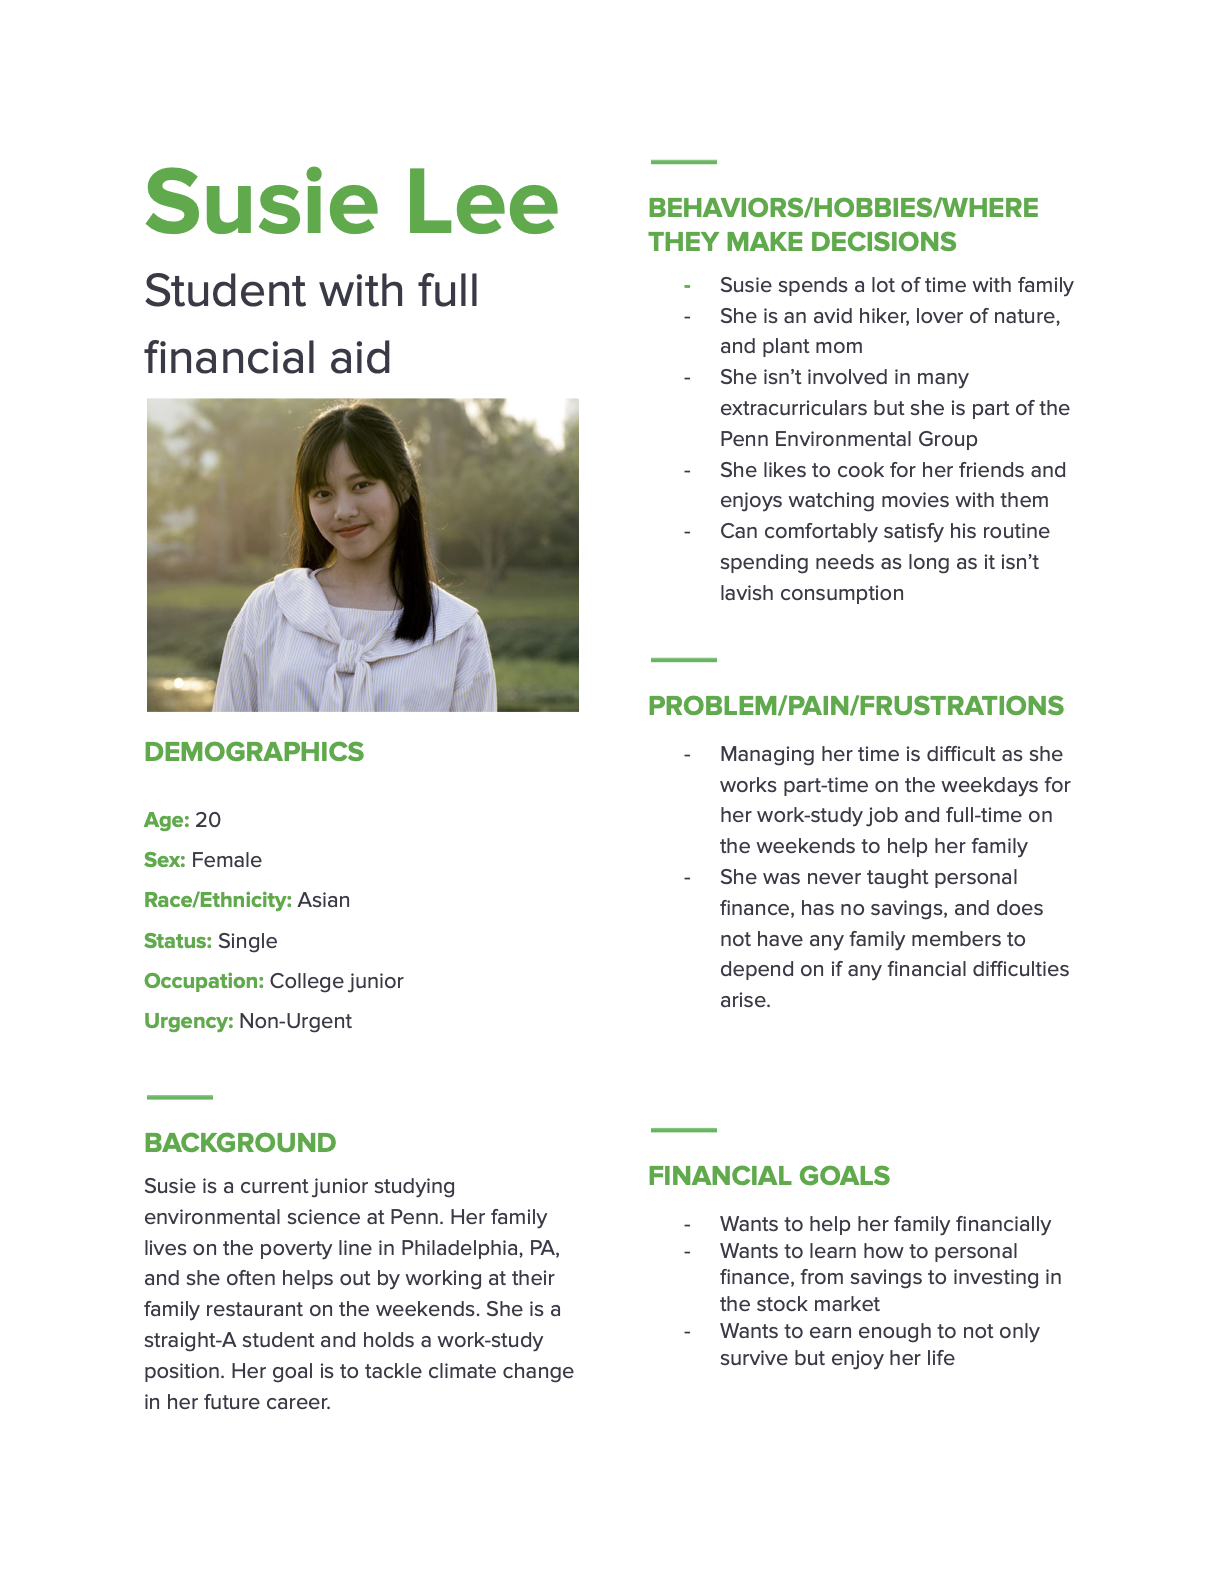 Susie Lee
Student with full
financial aid
DEMOGRAPHICS
Age: 20
Sex: Female
Race/Ethnicity: Asian
Status: Single
Occupation: College junior
Urgency: Non-Urgent
BACKGROUND
Susie is a current junior studying
environmental science at Penn. Her family
lives on the poverty line in Philadelphia, PA,
and she often helps out by working at their
family restaurant on the weekends. She is a
straight-A student and holds a work-study
position. Her goal is to tackle climate change
in her future career.
BEHAVIORS/HOBBIES/WHERE
THEY MAKE DECISIONS
- Susie spends a lot of time with family
- She is an avid hiker, lover of nature,
and plant mom
- She isn’t involved in many
extracurriculars but she is part of the
Penn Environmental Group
- She likes to cook for her friends and
enjoys watching movies with them
- Can comfortably satisfy his routine
spending needs as long as it isn’t
lavish consumption
PROBLEM/PAIN/FRUSTRATIONS
- Managing her time is difficult as she
works part-time on the weekdays for
her work-study job and full-time on
the weekends to help her family
- She was never taught personal
finance, has no savings, and does
not have any family members to
depend on if any financial difficulties
arise.
FINANCIAL GOALS
- Wants to help her family financially
- Wants to learn how to personal
finance, from savings to investing in
the stock market
- Wants to earn enough to not only
survive but enjoy her life